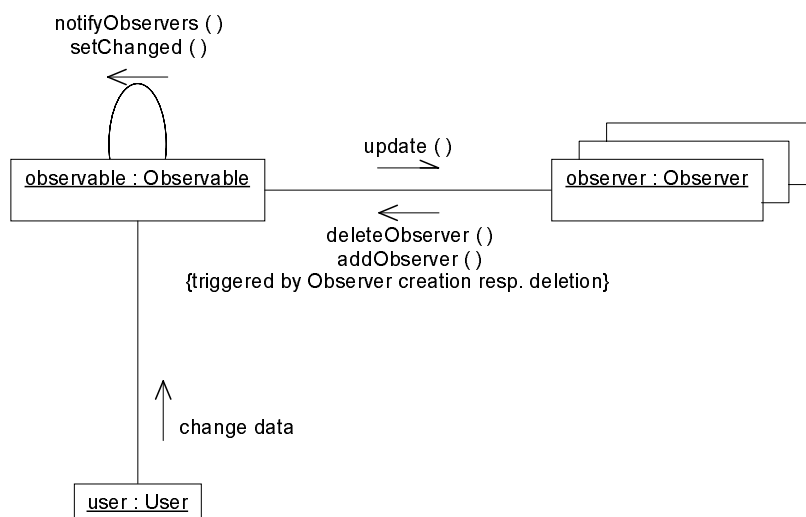 notifyObservers ( )
setChanged ( )
update ( )
observable : Observable
observer : Observer
deleteObserver ( )
addObserver ( )
{triggered by Observer creation resp. deletion}
change data
user : User